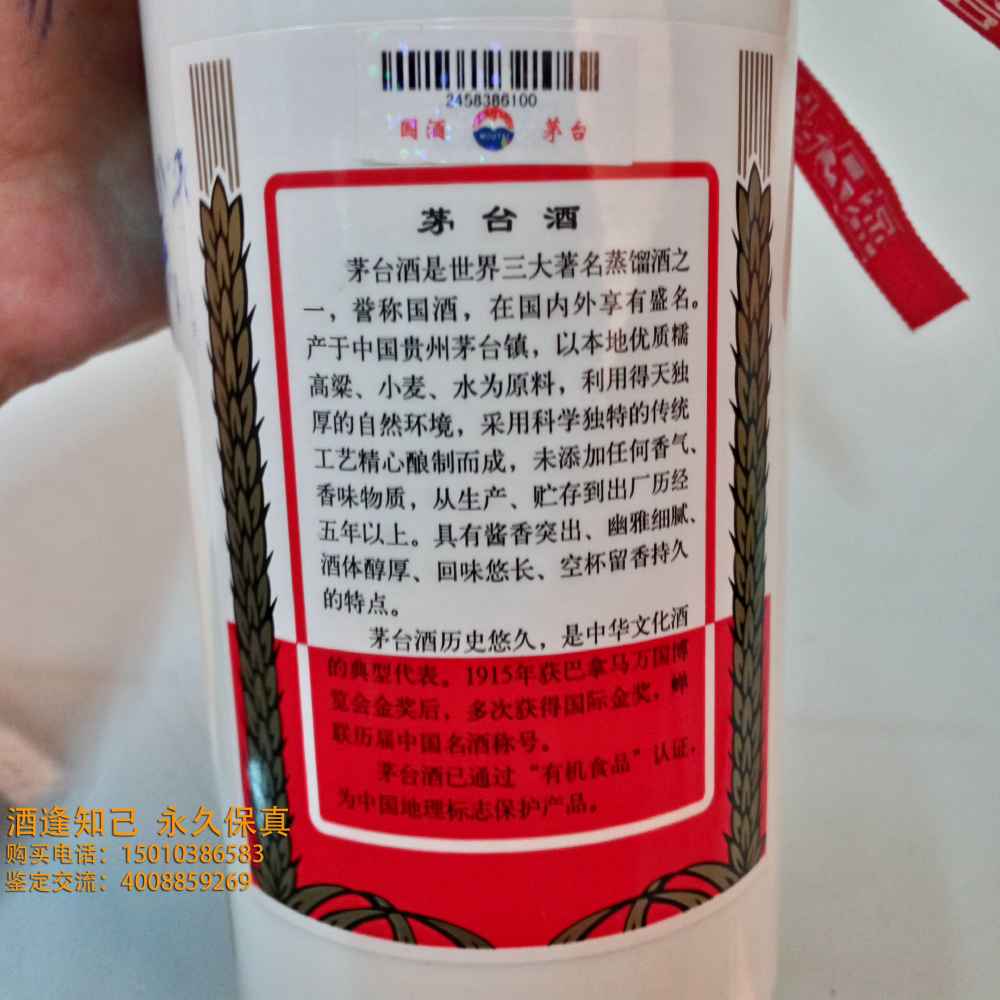 2458386100
国酒 茅台
茅台酒
茅台酒是世界三大著名蒸馏酒之
一，誉称国酒，在国内外享有盛名。
产于中国贵州茅台镇，以本地优质糯
高粱、小麦、水为原料，利用得天独
厚的自然环境，采用科学独特的传统
工艺精心酿制而成，未添加任何香气、
香味物质，从生产、贮存到出厂历经
五年以上。具有酱香突出、幽雅细腻、
酒体醇厚、回味悠长、空杯留香持久
的特点。
茅台酒历史悠久，是中华文化酒
的典型代表。1915年获巴拿马万国博
览会金奖后，多次获得国际金奖，蝉
联历届中国名酒称号。
茅台酒已通过“有机食品”认证，
为中国地理标志保护产品。
酒逢知己 永久保真
购买电话：15010386583
鉴定交流：4008859269